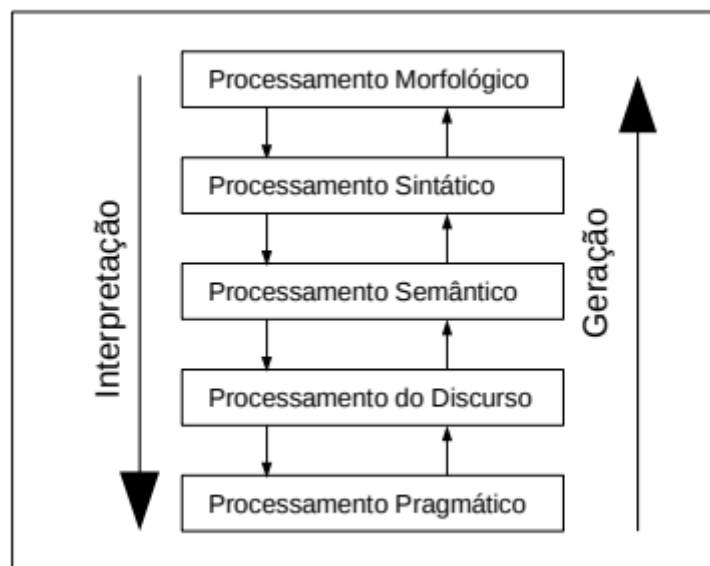 Processamento Morfológico
Processamento Sintático
Processamento Semântico
Processamento do Discurso
Processamento Pragmático
Interpretação
Geração